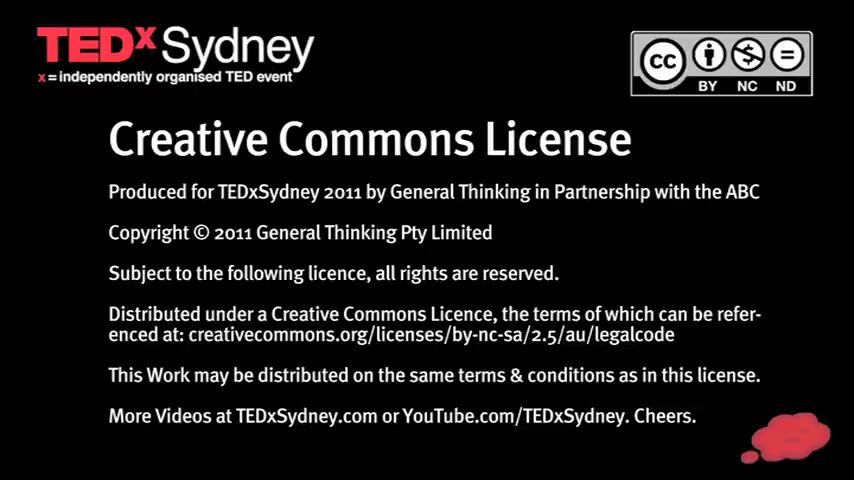 TEDxSydney
x = independently organised TED event
CC
BY NC ND
Creative Commons License
Produced for TEDxSydney 2011 by General Thinking in Partnership with the ABC
Copyright © 2011 General Thinking Pty Limited
Subject to the following licence, all rights are reserved.
Distributed under a Creative Commons Licence, the terms of which can be refer-
enced at: creativecommons.org/licenses/by-nc-sa/2.5/au/legalcode
This Work may be distributed on the same terms & conditions as in this license.
More Videos at TEDxSydney.com or YouTube.com/TEDxSydney. Cheers.